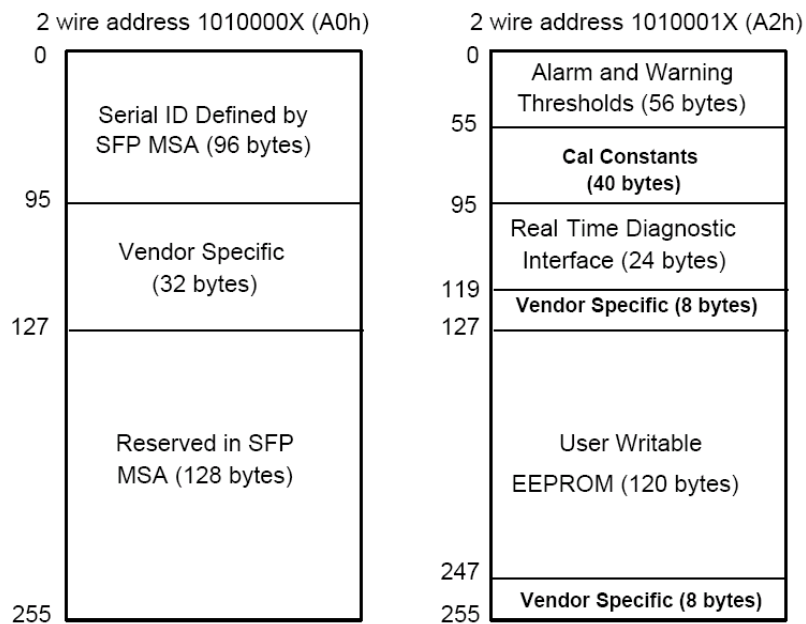 2 wire address 1010000X (A0h)
0
Serial ID Defined by
SFP MSA (96 bytes)
95
Vendor Specific
(32 bytes)
127
Reserved in SFP
MSA (128 bytes)
255
2 wire address 1010001X (A2h)
0
Alarm and Warning
Thresholds (56 bytes)
55
Cal Constants
(40 bytes)
95
Real Time Diagnostic
Interface (24 bytes)
119
Vendor Specific (8 bytes)
127
User Writable
EEPROM (120 bytes)
247
Vendor Specific (8 bytes)
255